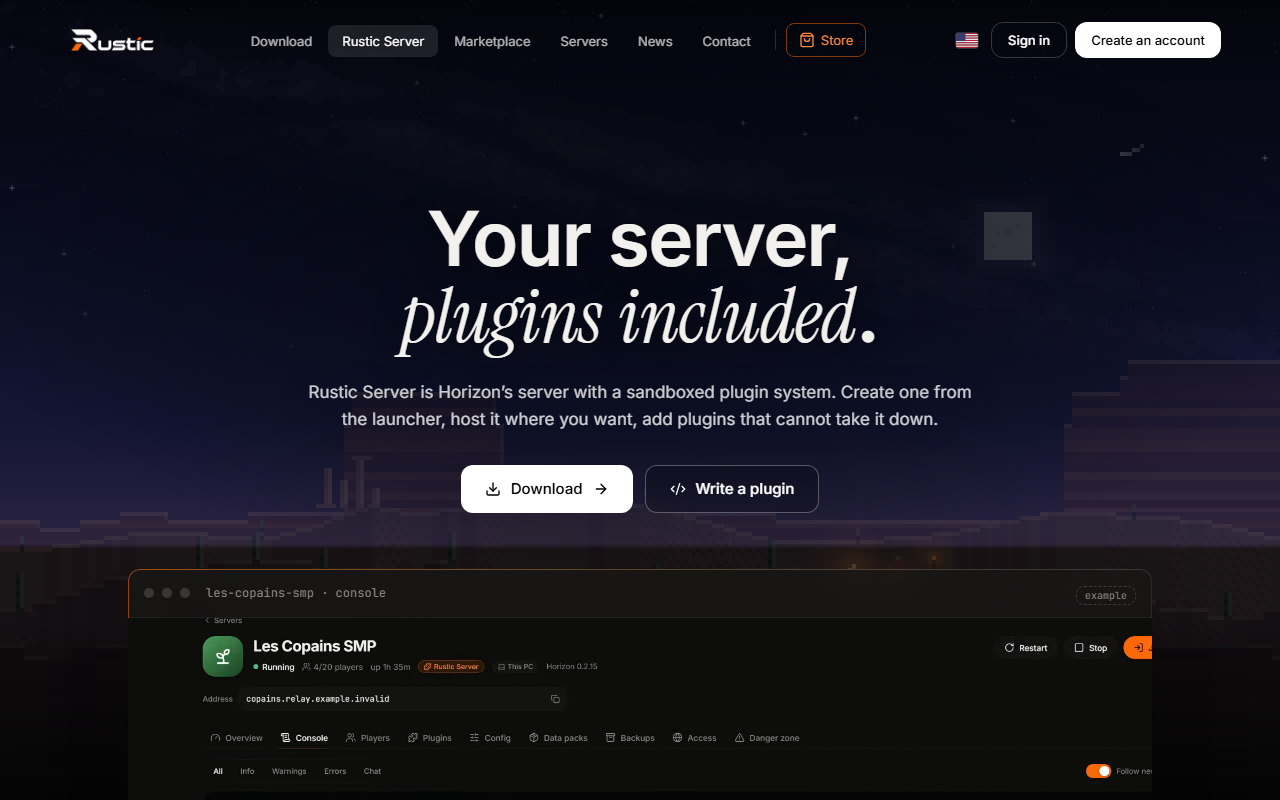 Rustic
Download
Rustic Server
Marketplace
Servers
News
Contact
Store
Sign in
Create an account
Your server,
plugins included.
Rustic Server is Horizon’s server with a sandboxed plugin system. Create one from
the launcher, host it where you want, add plugins that cannot take it down.
Download
Write a plugin
les-copains-smp · console
example
Servers
Les Copains SMP
Running
4/20 players
up 1h 35m
Rustic Server
This PC
Horizon 0.2.15
Restart
Stop
Address
copains.relay.example.invalid
Overview
Console
Players
Plugins
Config
Data packs
Backups
Access
Danger zone
All
Info
Warnings
Errors
Chat
Follow